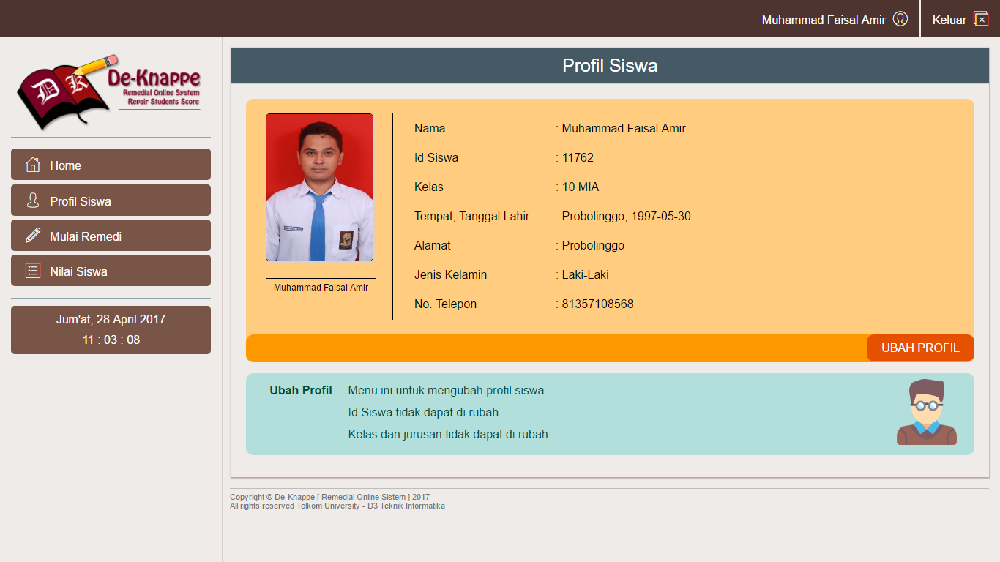 Muhammad Faisal Amir
Keluar
DK
De-Knappe
Remedial Online System
Repair Students Score
Home
Profil Siswa
Mulai Remedi
Nilai Siswa
Jum'at, 28 April 2017
11 : 03 : 08
Profil Siswa
Muhammad Faisal Amir
Nama : Muhammad Faisal Amir
Id Siswa : 11762
Kelas : 10 MIA
Tempat, Tanggal Lahir : Probolinggo, 1997-05-30
Alamat : Probolinggo
Jenis Kelamin : Laki-Laki
No. Telepon : 81357108568
UBAH PROFIL
Ubah Profil Menu ini untuk mengubah profil siswa
Id Siswa tidak dapat di rubah
Kelas dan jurusan tidak dapat di rubah
Copyright © De-Knappe [ Remedial Online Sistem ] 2017
All rights reserved Telkom University - D3 Teknik Informatika